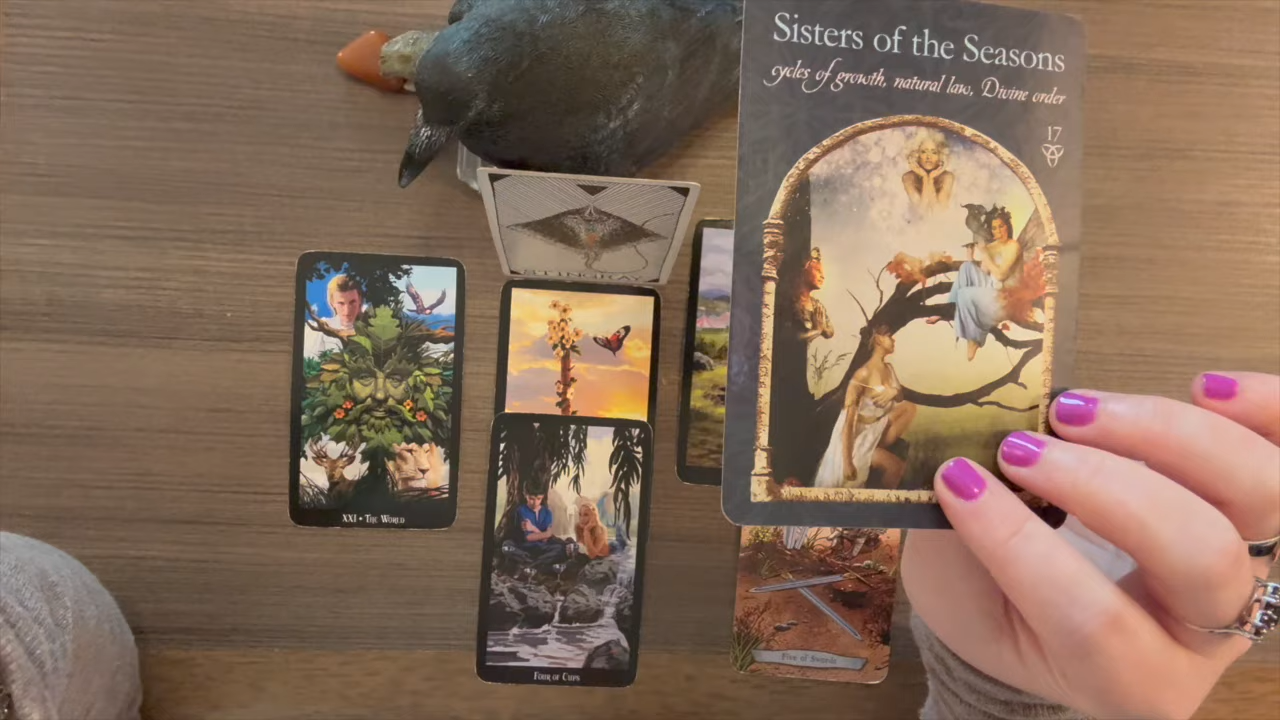 Sisters of the Seasons
cycles of growth, natural law, Divine order
17
STINGRAY
XXI • THE WORLD
FOUR OF CUPS
Five of Swords